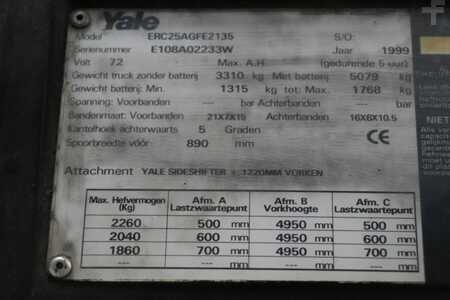 Yale
Model ERC25AGFE2135 S/O:
Serienummer E108A02233W Jaar 1999
Volt 72 Max. A.H (gedurende 5-uur)
Gewicht truck zonder batterij 3310 kg Met batterij 5079 kg
Gewicht batterij: Min. 1315 kg tot: Max. 1768 kg
Spanning: Voorbanden --- bar Achterbanden ---- bar
Bandenmaat: Voorbanden 21X7X15 Achterbanden 16X6X10.5
Kantelhoek achterwaarts 5 Graden CE
Spoorbreedte vóór 890 mm
Attachment YALE SIDESHIFTER + 1220MM VORKEN
Max. Hefvermogen (Kg) Afm. A Lastzwaartepunt Afm. B Vorkhoogte Afm. C Lastzwaartepunt
2260 500 mm 4950 mm 500 mm
2040 600 mm 4950 mm 600 mm
1860 700 mm 4950 mm 700 mm
--- --- mm --- mm --- mm
NIET